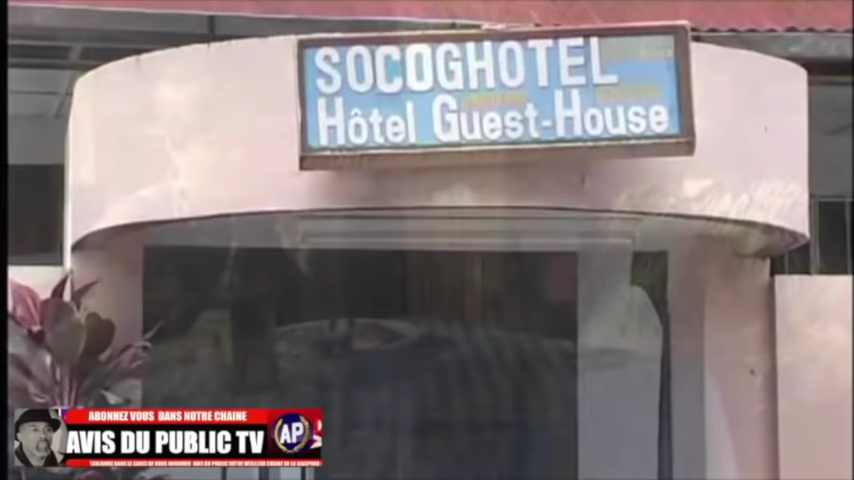 SOCOGHOTEL
Hôtel Guest-House
ABONNEZ VOUS DANS NOTRE CHAINE
AVIS DU PUBLIC TV
AP